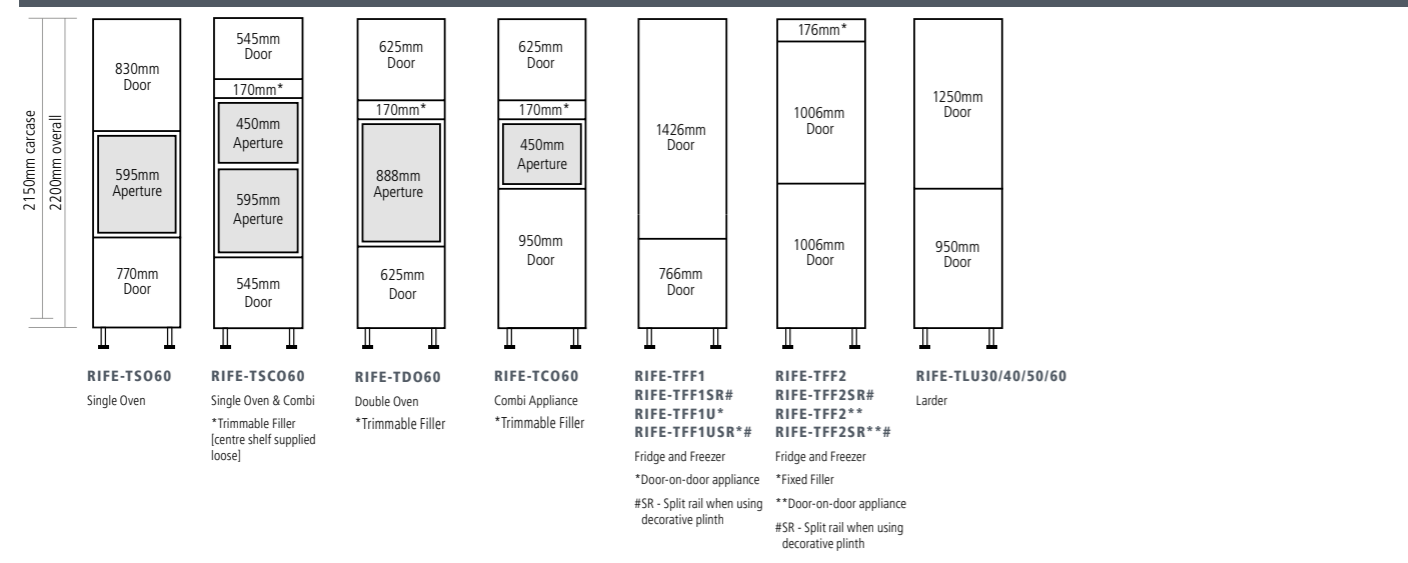 2150mm carcase
2200mm overall
830mm
Door
595mm
Aperture
770mm
Door
RIFE-TSO60
Single Oven
545mm
Door
170mm*
450mm
Aperture
595mm
Aperture
545mm
Door
RIFE-TSCO60
Single Oven & Combi
*Trimmable Filler
[centre shelf supplied
loose]
625mm
Door
170mm*
888mm
Aperture
625mm
Door
RIFE-TDO60
Double Oven
*Trimmable Filler
625mm
Door
170mm*
450mm
Aperture
950mm
Door
RIFE-TCO60
Combi Appliance
*Trimmable Filler
1426mm
Door
766mm
Door
RIFE-TFF1
RIFE-TFF1SR#
RIFE-TFF1U*
RIFE-TFF1USR*#
Fridge and Freezer
*Door-on-door appliance
#SR - Split rail when using
decorative plinth
176mm*
1006mm
Door
1006mm
Door
RIFE-TFF2
RIFE-TFF2SR#
RIFE-TFF2**
RIFE-TFF2SR**#
Fridge and Freezer
*Fixed Filler
**Door-on-door appliance
#SR - Split rail when using
decorative plinth
1250mm
Door
950mm
Door
RIFE-TLU30/40/50/60
Larder